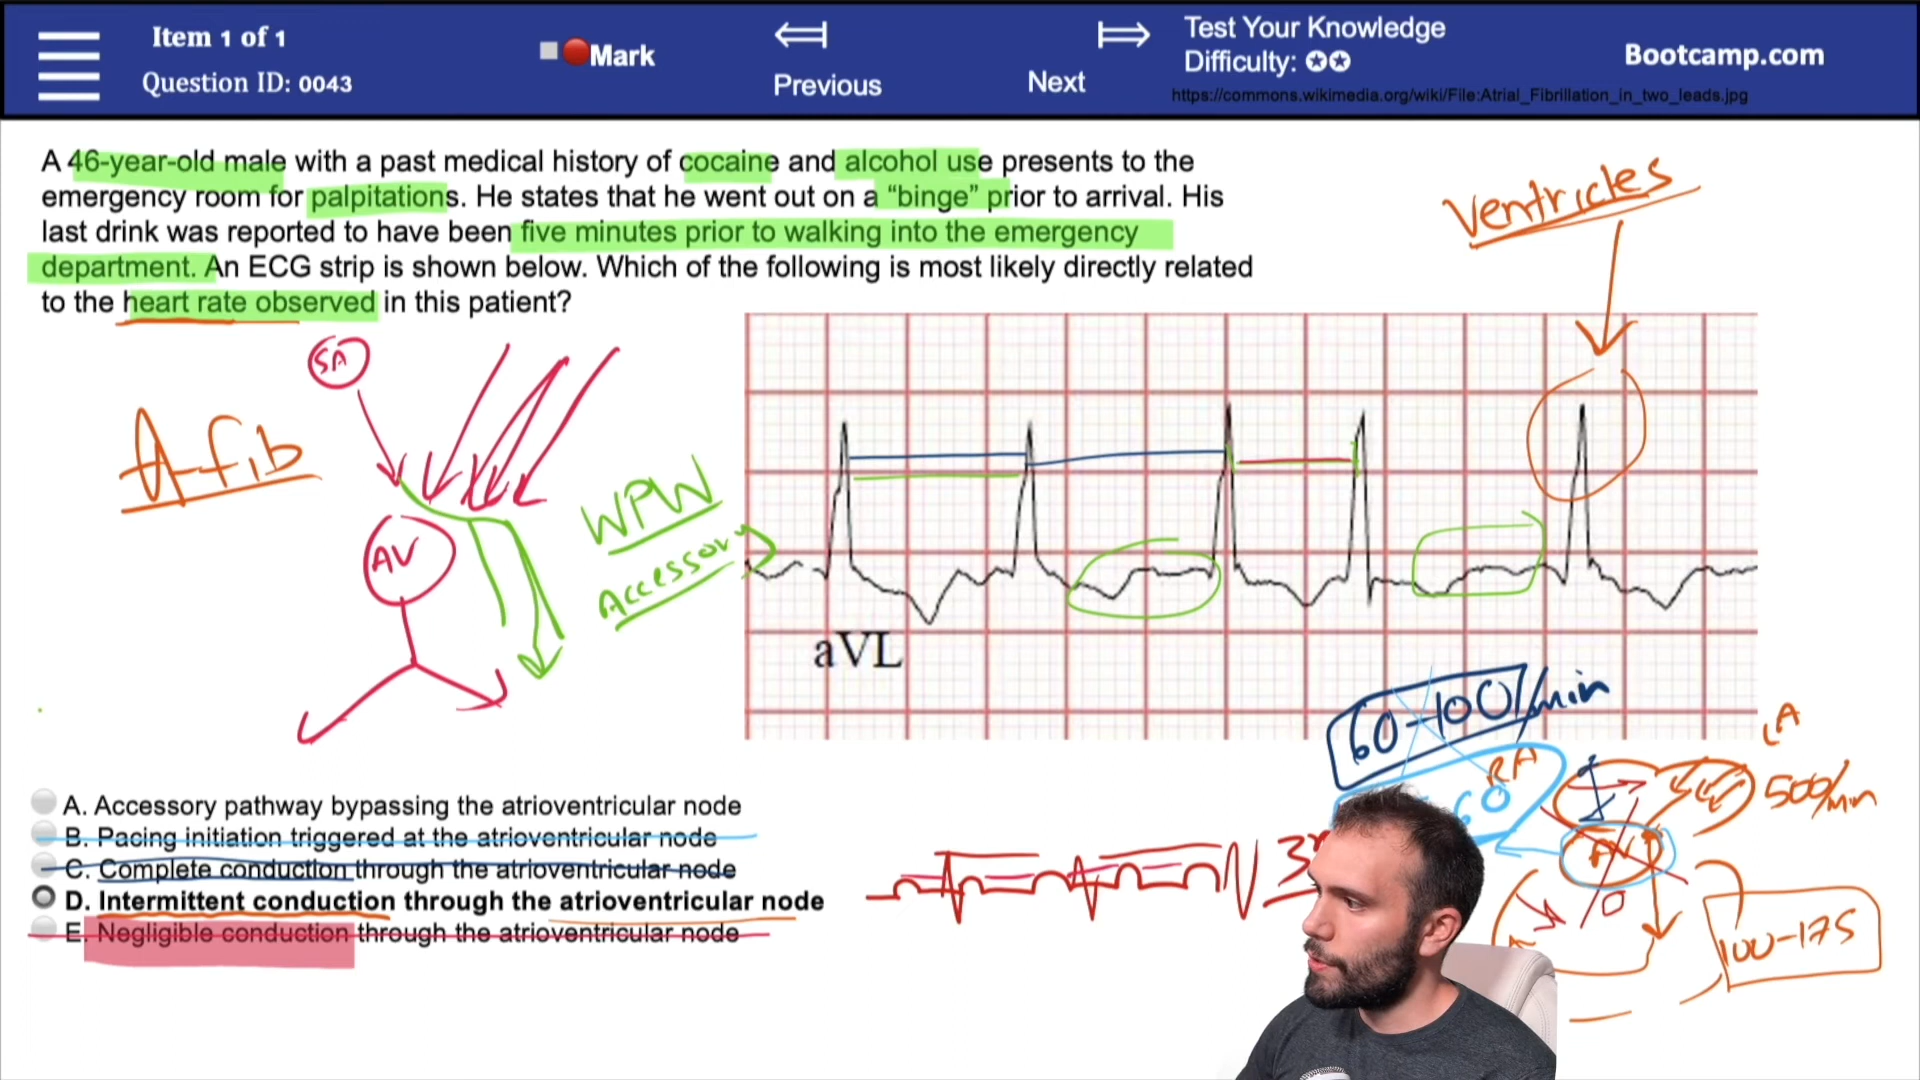 Item 1 of 1
Question ID: 0043
Mark
Previous
Next
Test Your Knowledge
Difficulty: ✪✪
https://commons.wikimedia.org/wiki/File:Atrial_Fibrillation_in_two_leads.jpg
Bootcamp.com
A 46-year-old male with a past medical history of cocaine and alcohol use presents to the
emergency room for palpitations. He states that he went out on a “binge” prior to arrival. His
last drink was reported to have been five minutes prior to walking into the emergency
department. An ECG strip is shown below. Which of the following is most likely directly related
to the heart rate observed in this patient?
Ventricles
SA
A-fib
AV
WPW
Accessory
aVL
60-100/min
LA
RA
500/min
60
AV
100-175
A. Accessory pathway bypassing the atrioventricular node
B. Pacing initiation triggered at the atrioventricular node
C. Complete conduction through the atrioventricular node
D. Intermittent conduction through the atrioventricular node
E. Negligible conduction through the atrioventricular node